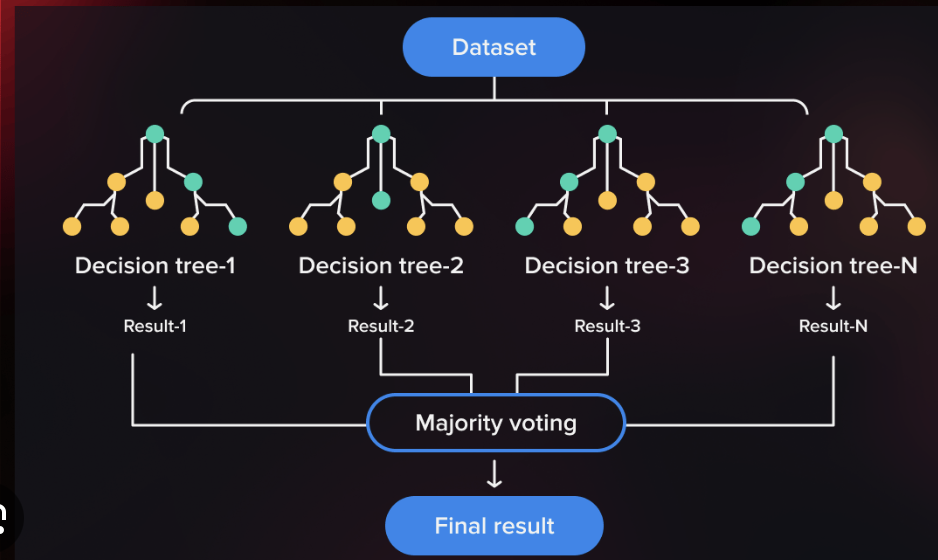 Dataset
Decision tree-1
Decision tree-2
Decision tree-3
Decision tree-N
Result-1
Result-2
Result-3
Result-N
Majority voting
Final result